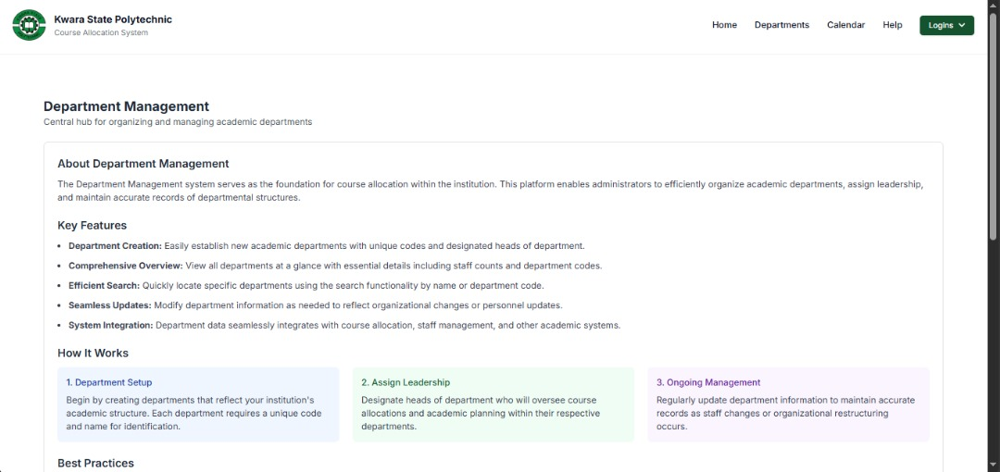 Kwara State Polytechnic
Course Allocation System
Home
Departments
Calendar
Help
Logins
Department Management
Central hub for organizing and managing academic departments
About Department Management
The Department Management system serves as the foundation for course allocation within the institution. This platform enables administrators to efficiently organize academic departments, assign leadership,
and maintain accurate records of departmental structures.
Key Features
• Department Creation: Easily establish new academic departments with unique codes and designated heads of department.
• Comprehensive Overview: View all departments at a glance with essential details including staff counts and department codes.
• Efficient Search: Quickly locate specific departments using the search functionality by name or department code.
• Seamless Updates: Modify department information as needed to reflect organizational changes or personnel updates.
• System Integration: Department data seamlessly integrates with course allocation, staff management, and other academic systems.
How It Works
1. Department Setup
Begin by creating departments that reflect your institution's
academic structure. Each department requires a unique code
and name for identification.
2. Assign Leadership
Designate heads of department who will oversee course
allocations and academic planning within their respective
departments.
3. Ongoing Management
Regularly update department information to maintain accurate
records as staff changes or organizational restructuring
occurs.
Best Practices